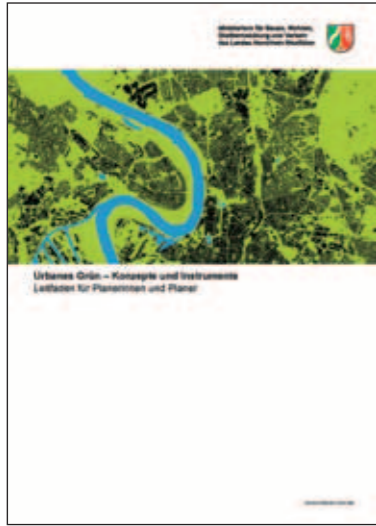 Ministerium für Bauen, Wohnen,
Stadtentwicklung und Verkehr
des Landes Nordrhein-Westfalen
Urbanes Grün – Konzepte und Instrumente
Leitfaden für Planerinnen und Planer